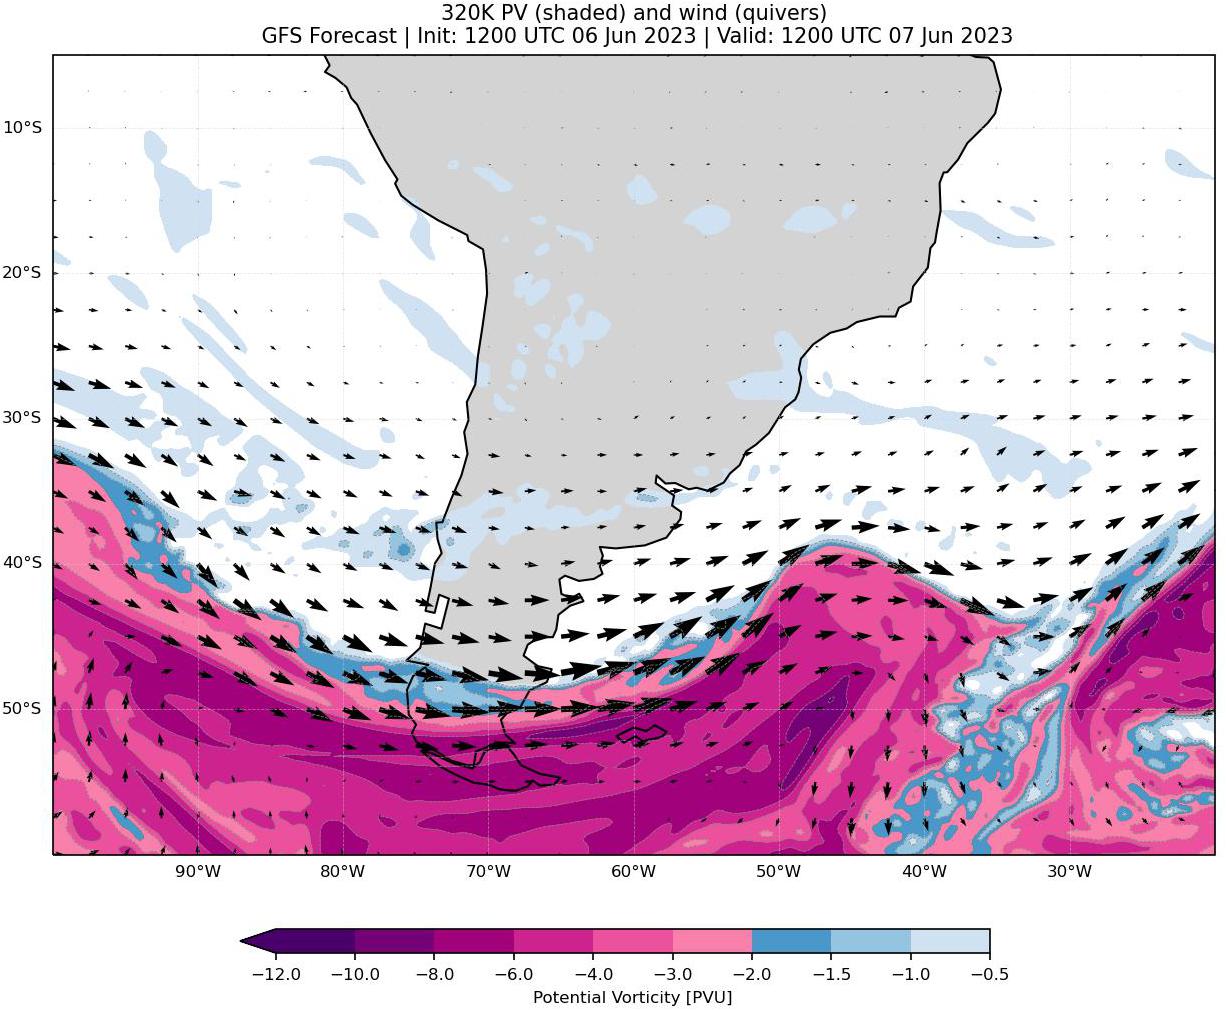 320K PV (shaded) and wind (quivers)
GFS Forecast | Init: 1200 UTC 06 Jun 2023 | Valid: 1200 UTC 07 Jun 2023
10°S
20°S
30°S
40°S
50°S
90°W 80°W 70°W 60°W 50°W 40°W 30°W
−12.0 −10.0 −8.0 −6.0 −4.0 −3.0 −2.0 −1.5 −1.0 −0.5
Potential Vorticity [PVU]